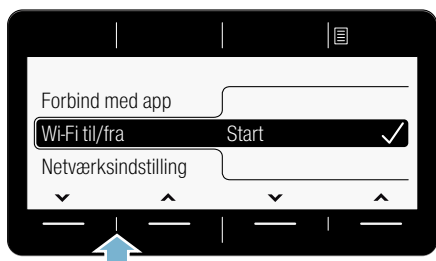 Forbind med app
Wi-Fi til/fra Start
Netværksindstilling